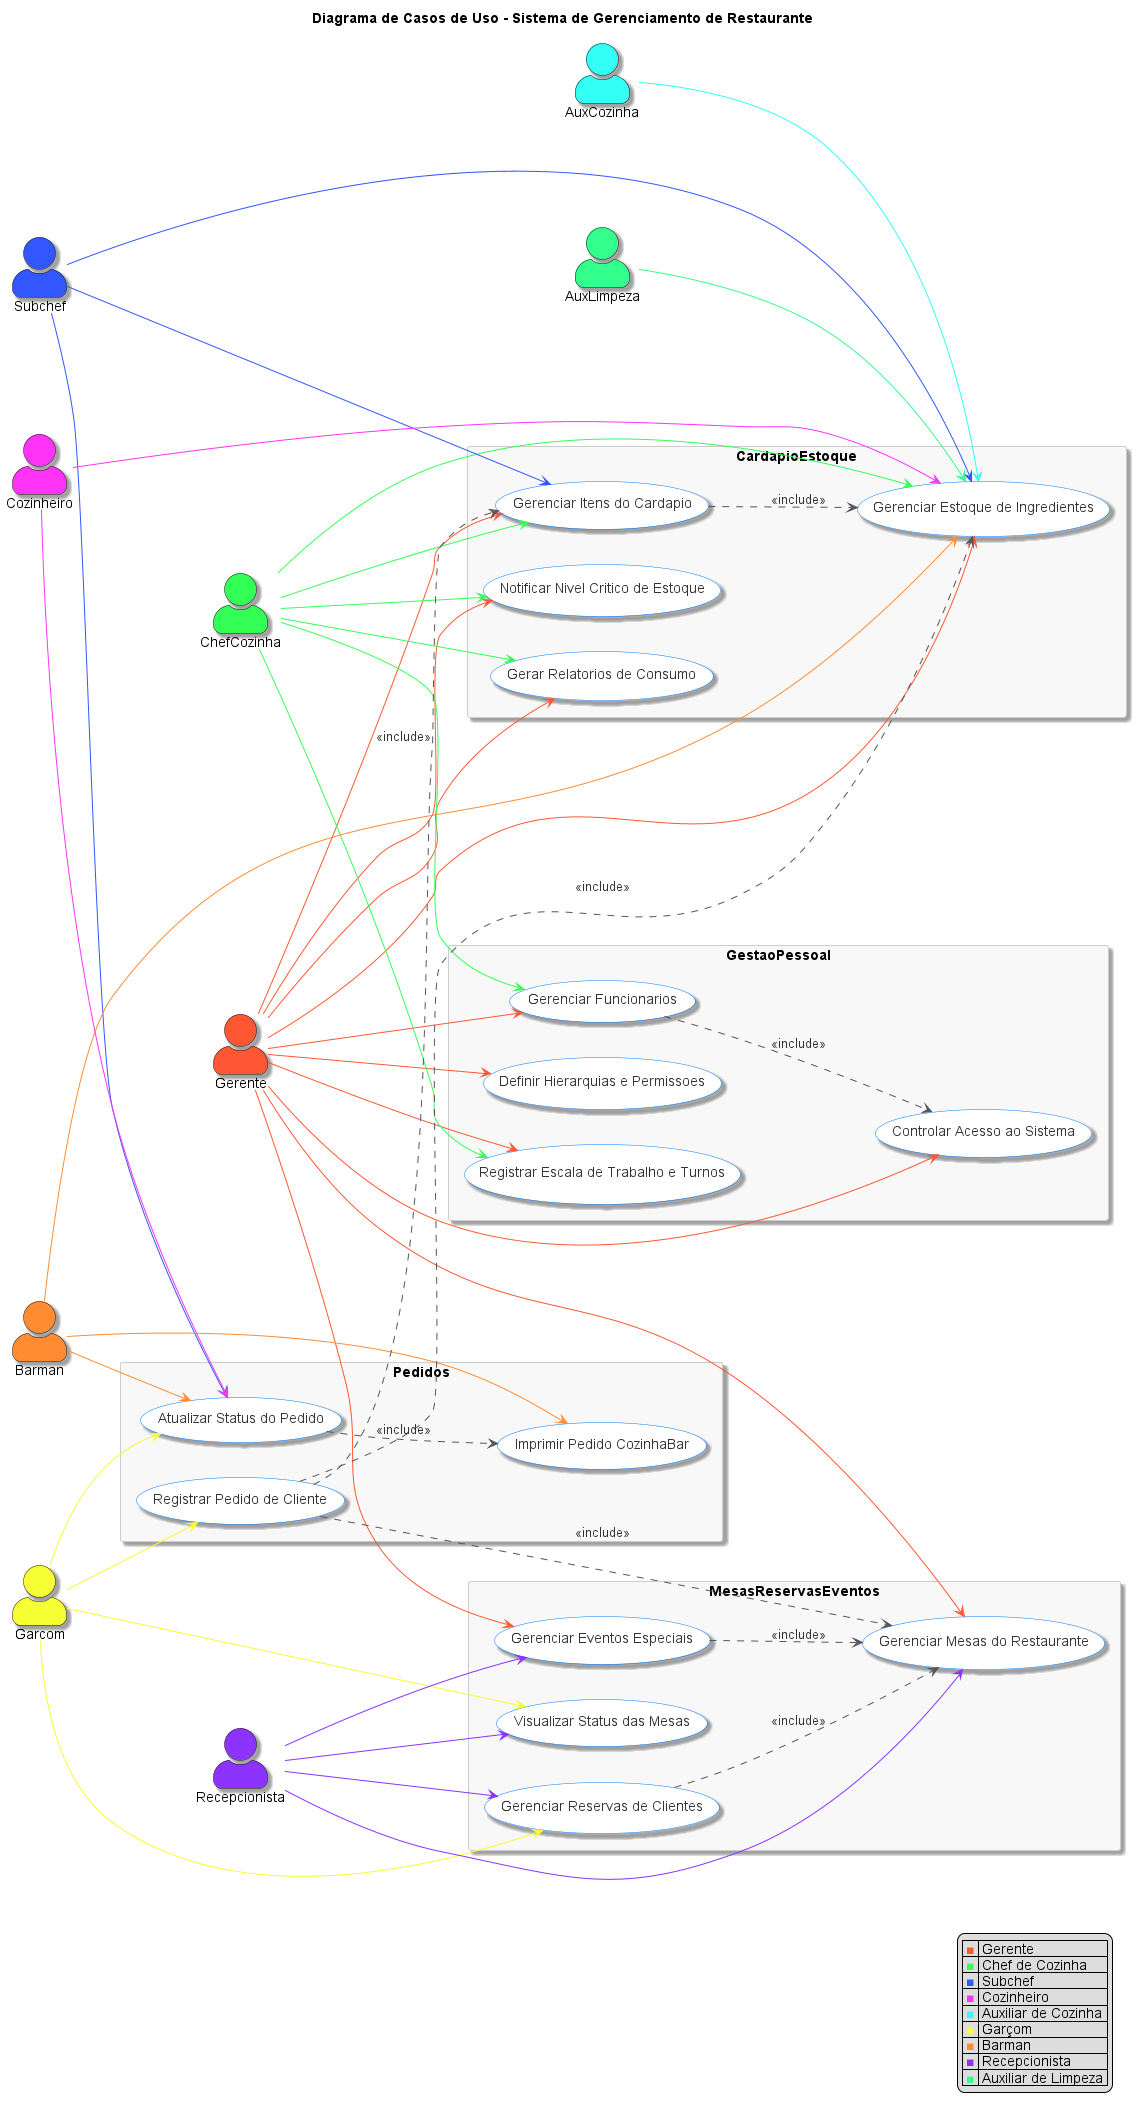 Diagrama de Casos de Uso - Sistema de Gerenciamento de Restaurante
AuxCozinha
AuxLimpeza
Subchef
Cozinheiro
CardapioEstoque
Gerenciar Itens do Cardapio
«include»
Gerenciar Estoque de Ingredientes
Notificar Nivel Critico de Estoque
ChefCozinha
Gerar Relatorios de Consumo
«include»
«include»
GestaoPessoal
Gerenciar Funcionarios
«include»
Gerente
Definir Hierarquias e Permissoes
Controlar Acesso ao Sistema
Registrar Escala de Trabalho e Turnos
Barman
Pedidos
Atualizar Status do Pedido
«include»
Imprimir Pedido CozinhaBar
Registrar Pedido de Cliente
«include»
Garcom
MesasReservasEventos
Gerenciar Eventos Especiais
«include»
Gerenciar Mesas do Restaurante
Visualizar Status das Mesas
«include»
Recepcionista
Gerenciar Reservas de Clientes
Gerente
Chef de Cozinha
Subchef
Cozinheiro
Auxiliar de Cozinha
Garçom
Barman
Recepcionista
Auxiliar de Limpeza